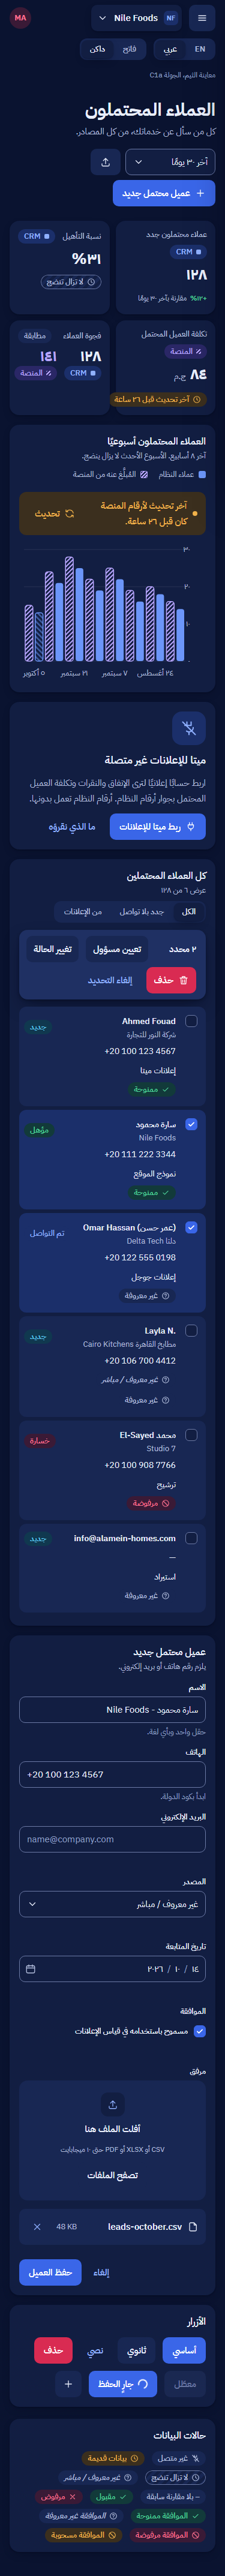 NF Nile Foods
MA
EN عربي
فاتح داكن
معاينة الثيم، الجولة C1a
العملاء المحتملون
كل من سأل عن خدماتك، من كل المصادر.
آخر ٣٠ يومًا
عميل محتمل جديد
عملاء محتملون جدد
CRM
١٢٨
+١٢% مقارنة بآخر ٣٠ يومًا
نسبة التأهيل CRM
٣١%
لا تزال تنضج
تكلفة العميل المحتمل
المنصة
٨٤ ج.م
آخر تحديث قبل ٢٦ ساعة
فجوة العملاء مطابقة
١٢٨ ١٤١
CRM المنصة
العملاء المحتملون أسبوعيًا
آخر ٨ أسابيع. الأسبوع الأحدث لا يزال ينضج.
عملاء النظام المُبلَّغ عنه من المنصة
آخر تحديث لأرقام المنصة كان قبل ٢٦ ساعة.
تحديث
٣٠
٢٠
١٠
٠
٢٤ أغسطس ٧ سبتمبر ٢١ سبتمبر ٥ أكتوبر
ميتا للإعلانات غير متصلة
اربط حسابًا إعلانيًا لترى الإنفاق والنقرات وتكلفة العميل
المحتمل بجوار أرقام النظام. أرقام النظام تعمل بدونها.
ربط ميتا للإعلانات ما الذي نقرؤه
كل العملاء المحتملين
عرض ٦ من ١٢٨
الكل جدد بلا تواصل من الإعلانات
٢ محدد تعيين مسؤول تغيير الحالة
حذف إلغاء التحديد
Ahmed Fouad جديد
شركة النور للتجارة
+20 100 123 4567
إعلانات ميتا
ممنوحة
سارة محمود مؤهل
Nile Foods
+20 111 222 3344
نموذج الموقع
ممنوحة
Omar Hassan (عمر حسن) تم التواصل
دلتا Delta Tech
+20 122 555 0198
إعلانات جوجل
غير معروفة
Layla N. جديد
مطابخ القاهرة Cairo Kitchens
+20 106 700 4412
غير معروف / مباشر
غير معروفة
محمد El-Sayed خسارة
Studio 7
+20 100 908 7766
ترشيح
مرفوضة
info@alamein-homes.com جديد
—
استيراد
غير معروفة
عميل محتمل جديد
يلزم رقم هاتف أو بريد إلكتروني.
الاسم
سارة محمود - Nile Foods
حقل واحد وبأي لغة.
الهاتف
+20 100 123 4567
ابدأ بكود الدولة.
البريد الإلكتروني
name@company.com
المصدر
غير معروف / مباشر
تاريخ المتابعة
١٤ / ١٠ / ٢٠٢٦
الموافقة
مسموح باستخدامه في قياس الإعلانات
مرفق
أفلت الملف هنا
CSV أو XLSX أو PDF حتى ١٠ ميجابايت
تصفح الملفات
leads-october.csv 48 KB
إلغاء حفظ العميل
الأزرار
أساسي ثانوي نصي حذف
معطّل جارٍ الحفظ
حالات البيانات
غير متصل بيانات قديمة
لا تزال تنضج غير معروف / مباشر
– بلا مقارنة سابقة مقبول مرفوض
الموافقة ممنوحة الموافقة غير معروفة
الموافقة مرفوضة الموافقة مسحوبة